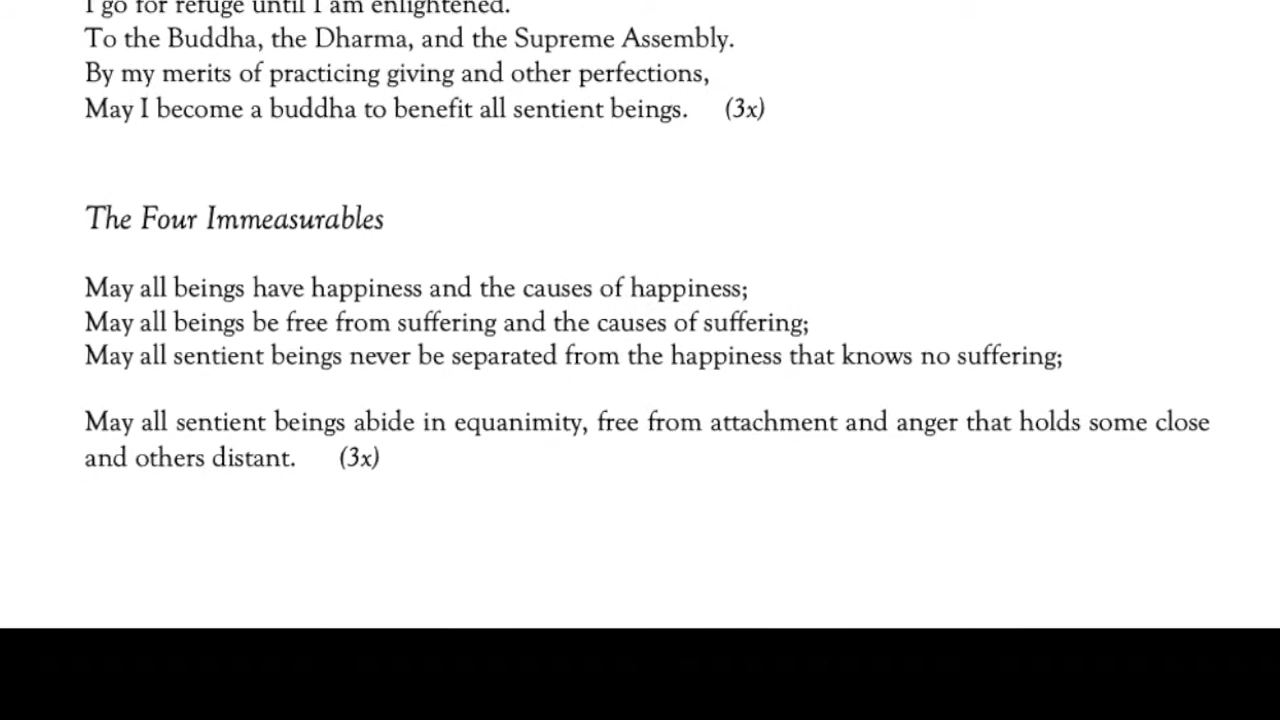 I go for refuge until I am enlightened.
To the Buddha, the Dharma, and the Supreme Assembly.
By my merits of practicing giving and other perfections,
May I become a buddha to benefit all sentient beings. (3x)
The Four Immeasurables
May all beings have happiness and the causes of happiness;
May all beings be free from suffering and the causes of suffering;
May all sentient beings never be separated from the happiness that knows no suffering;
May all sentient beings abide in equanimity, free from attachment and anger that holds some close
and others distant. (3x)